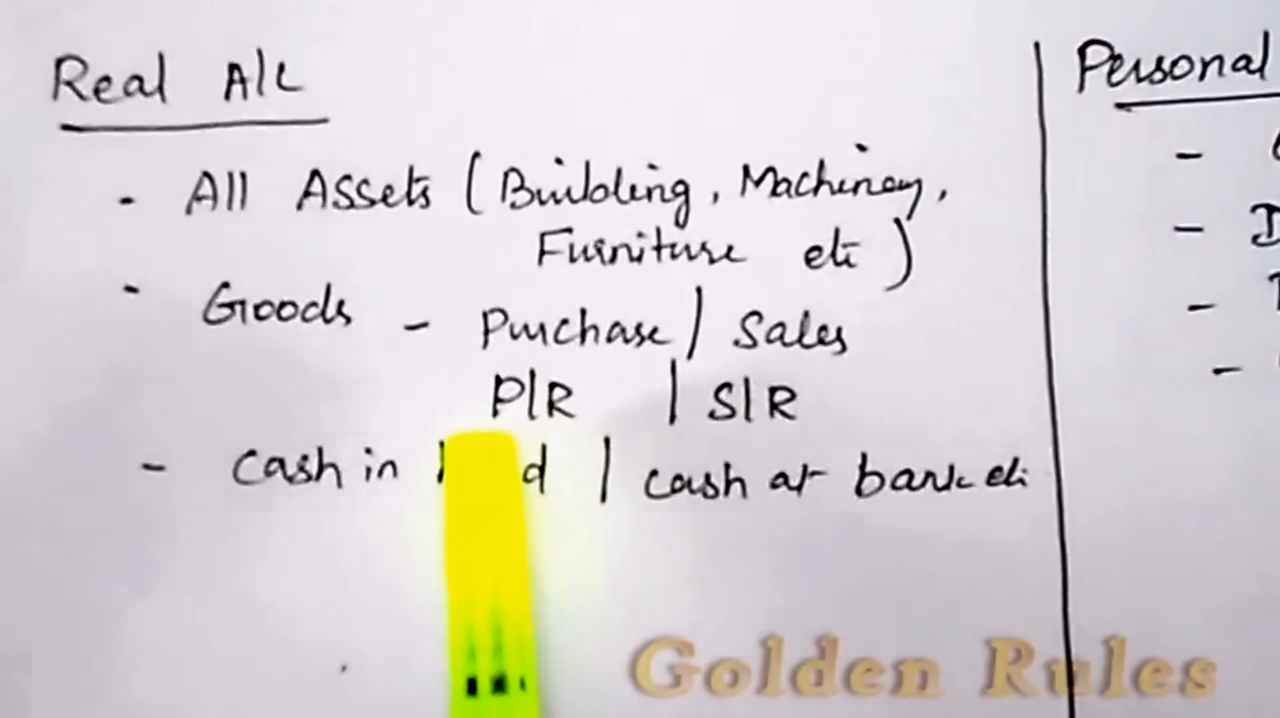 Real A/c
- All Assets (Building, Machinery,
Furniture etc)
- Goods - Purchase / Sales
P/R / S/R
- Cash in / cash at bank etc
Personal
-
- D
-
-
Golden Rules